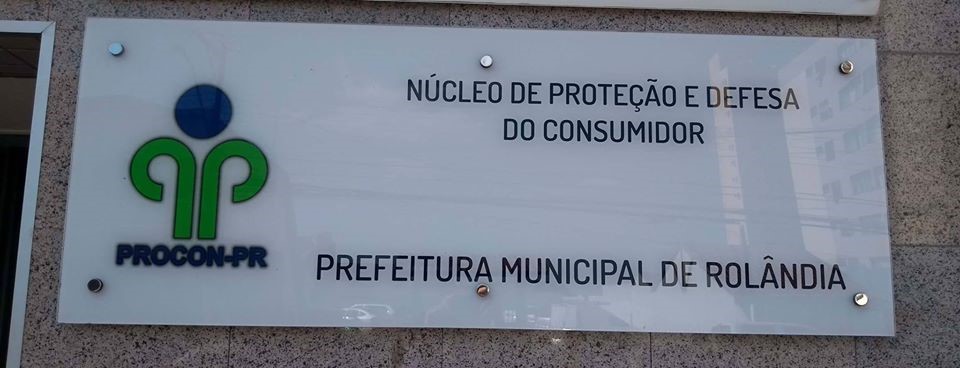 NÚCLEO DE PROTEÇÃO E DEFESA
DO CONSUMIDOR
PROCON-PR
PREFEITURA MUNICIPAL DE ROLÂNDIA